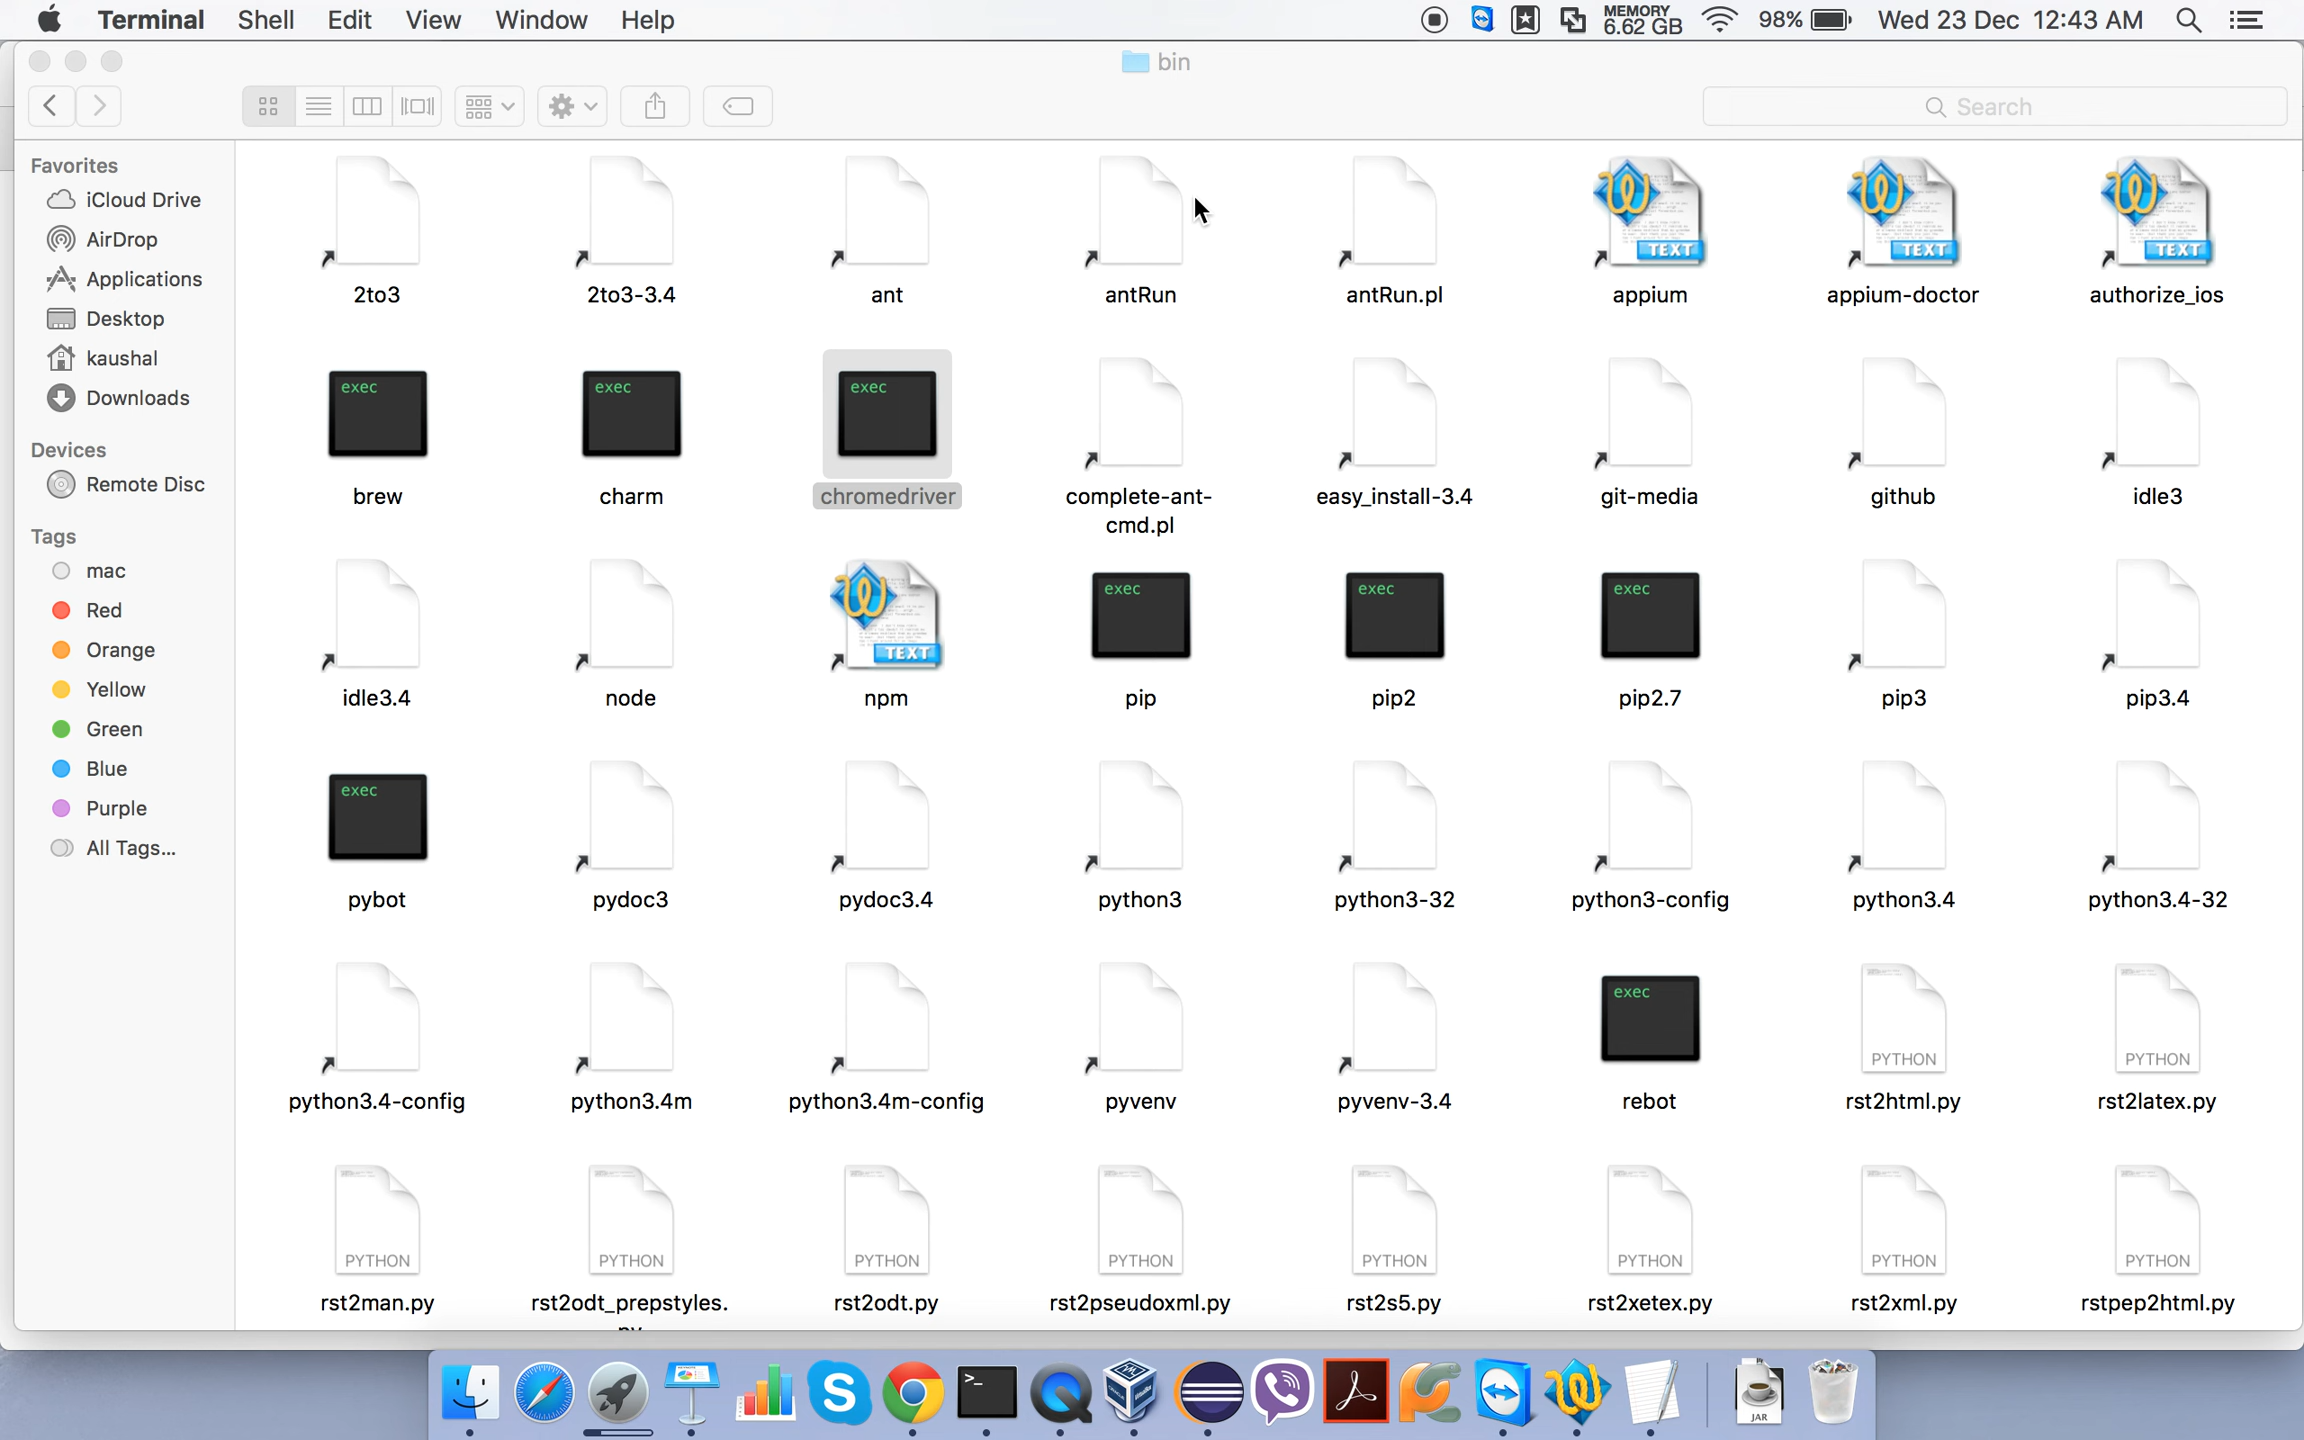 Terminal Shell Edit View Window Help MEMORY 6.62 GB 98% Wed 23 Dec 12:43 AM
bin
Search
Favorites
iCloud Drive
AirDrop
Applications
Desktop
kaushal
Downloads
Devices
Remote Disc
Tags
mac
Red
Orange
Yellow
Green
Blue
Purple
All Tags...
TEXT TEXT TEXT
2to3 2to3-3.4 ant antRun antRun.pl appium appium-doctor authorize_ios
exec exec exec
brew charm chromedriver complete-ant-cmd.pl easy_install-3.4 git-media github idle3
TEXT exec exec exec
idle3.4 node npm pip pip2 pip2.7 pip3 pip3.4
exec
pybot pydoc3 pydoc3.4 python3 python3-32 python3-config python3.4 python3.4-32
exec PYTHON PYTHON
python3.4-config python3.4m python3.4m-config pyvenv pyvenv-3.4 rebot rst2html.py rst2latex.py
PYTHON PYTHON PYTHON PYTHON PYTHON PYTHON PYTHON PYTHON
rst2man.py rst2odt_prepstyles. rst2odt.py rst2pseudoxml.py rst2s5.py rst2xetex.py rst2xml.py rstpep2html.py
JAR